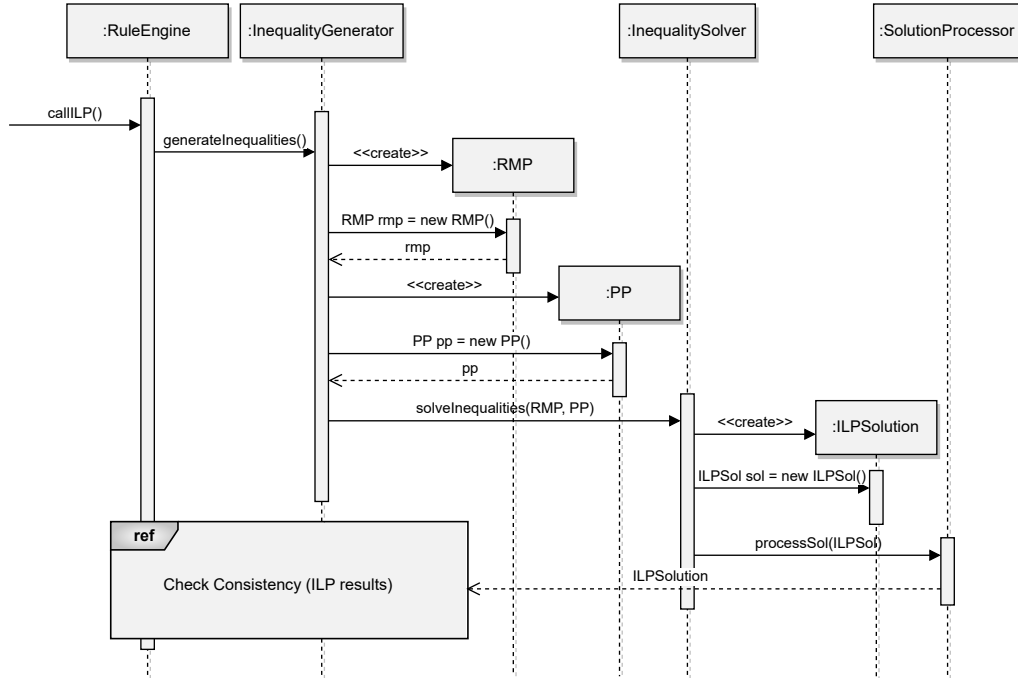 :RuleEngine
:InequalityGenerator
:InequalitySolver
:SolutionProcessor
callILP()
generateInequalities()
<<create>>
:RMP
RMP rmp = new RMP()
rmp
<<create>>
:PP
PP pp = new PP()
pp
solveInequalities(RMP, PP)
<<create>>
:ILPSolution
ILPSol sol = new ILPSol()
ref
processSol(ILPSol)
ILPSolution
Check Consistency (ILP results)